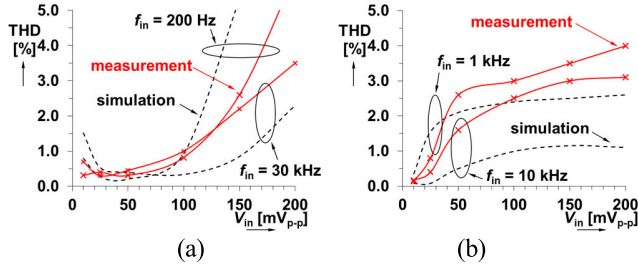 THD
[%]
5.0
4.0
3.0
2.0
1.0
0.0
f_in = 200 Hz
measurement
simulation
f_in = 30 kHz
0 50 100 150 200
V_in [mV_p-p]
(a)
THD
[%]
5.0
4.0
3.0
2.0
1.0
0.0
measurement
f_in = 1 kHz
simulation
f_in = 10 kHz
0 50 100 150 200
V_in [mV_p-p]
(b)